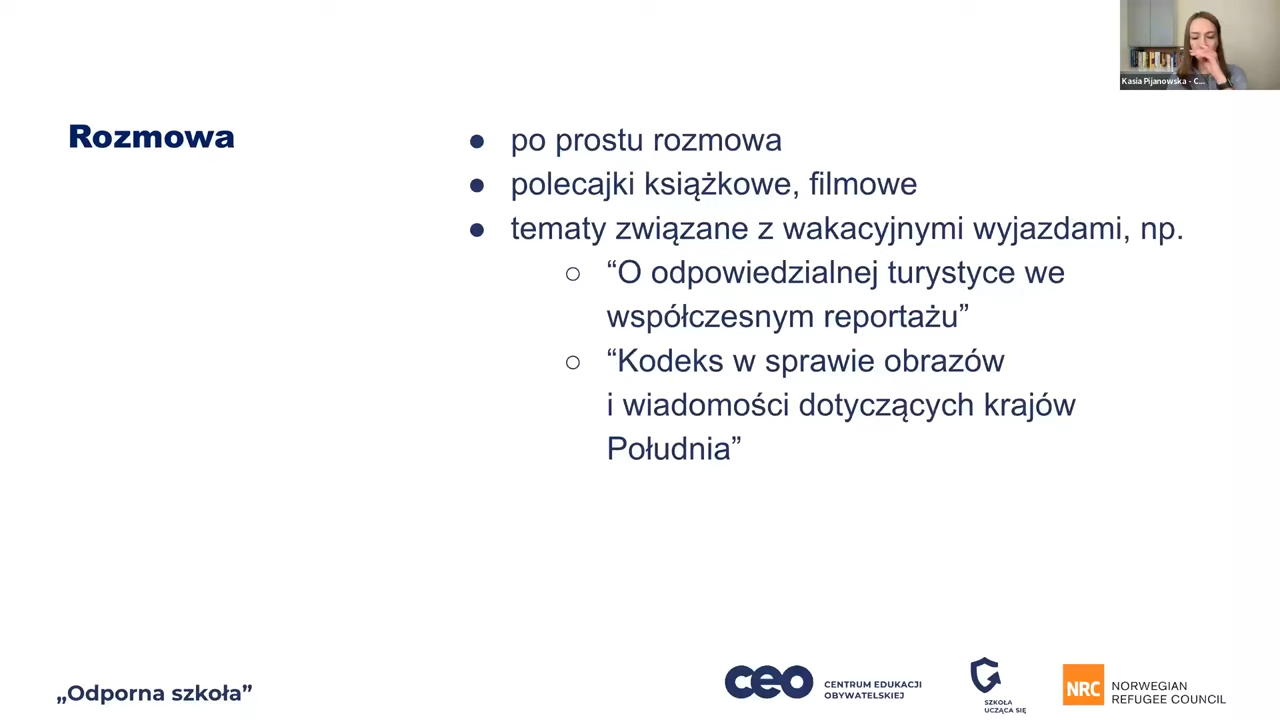 Kasia Pijanowska - C...
Rozmowa
● po prostu rozmowa
● polecajki książkowe, filmowe
● tematy związane z wakacyjnymi wyjazdami, np.
○ “O odpowiedzialnej turystyce we
współczesnym reportażu”
○ “Kodeks w sprawie obrazów
i wiadomości dotyczących krajów
Południa”
„Odporna szkoła”
ceo
CENTRUM EDUKACJI
OBYWATELSKIEJ
SZKOŁA
UCZĄCA SIĘ
NRC
NORWEGIAN
REFUGEE COUNCIL